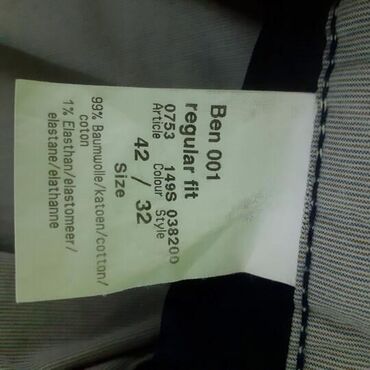 Ben 001
regular fit
0753 149S 038200
Article Colour Style
42 / 32
Size
99% Baumwolle/katoen/cotton/
coton
1% Elasthan/elastomeer/
elastane/elathanne